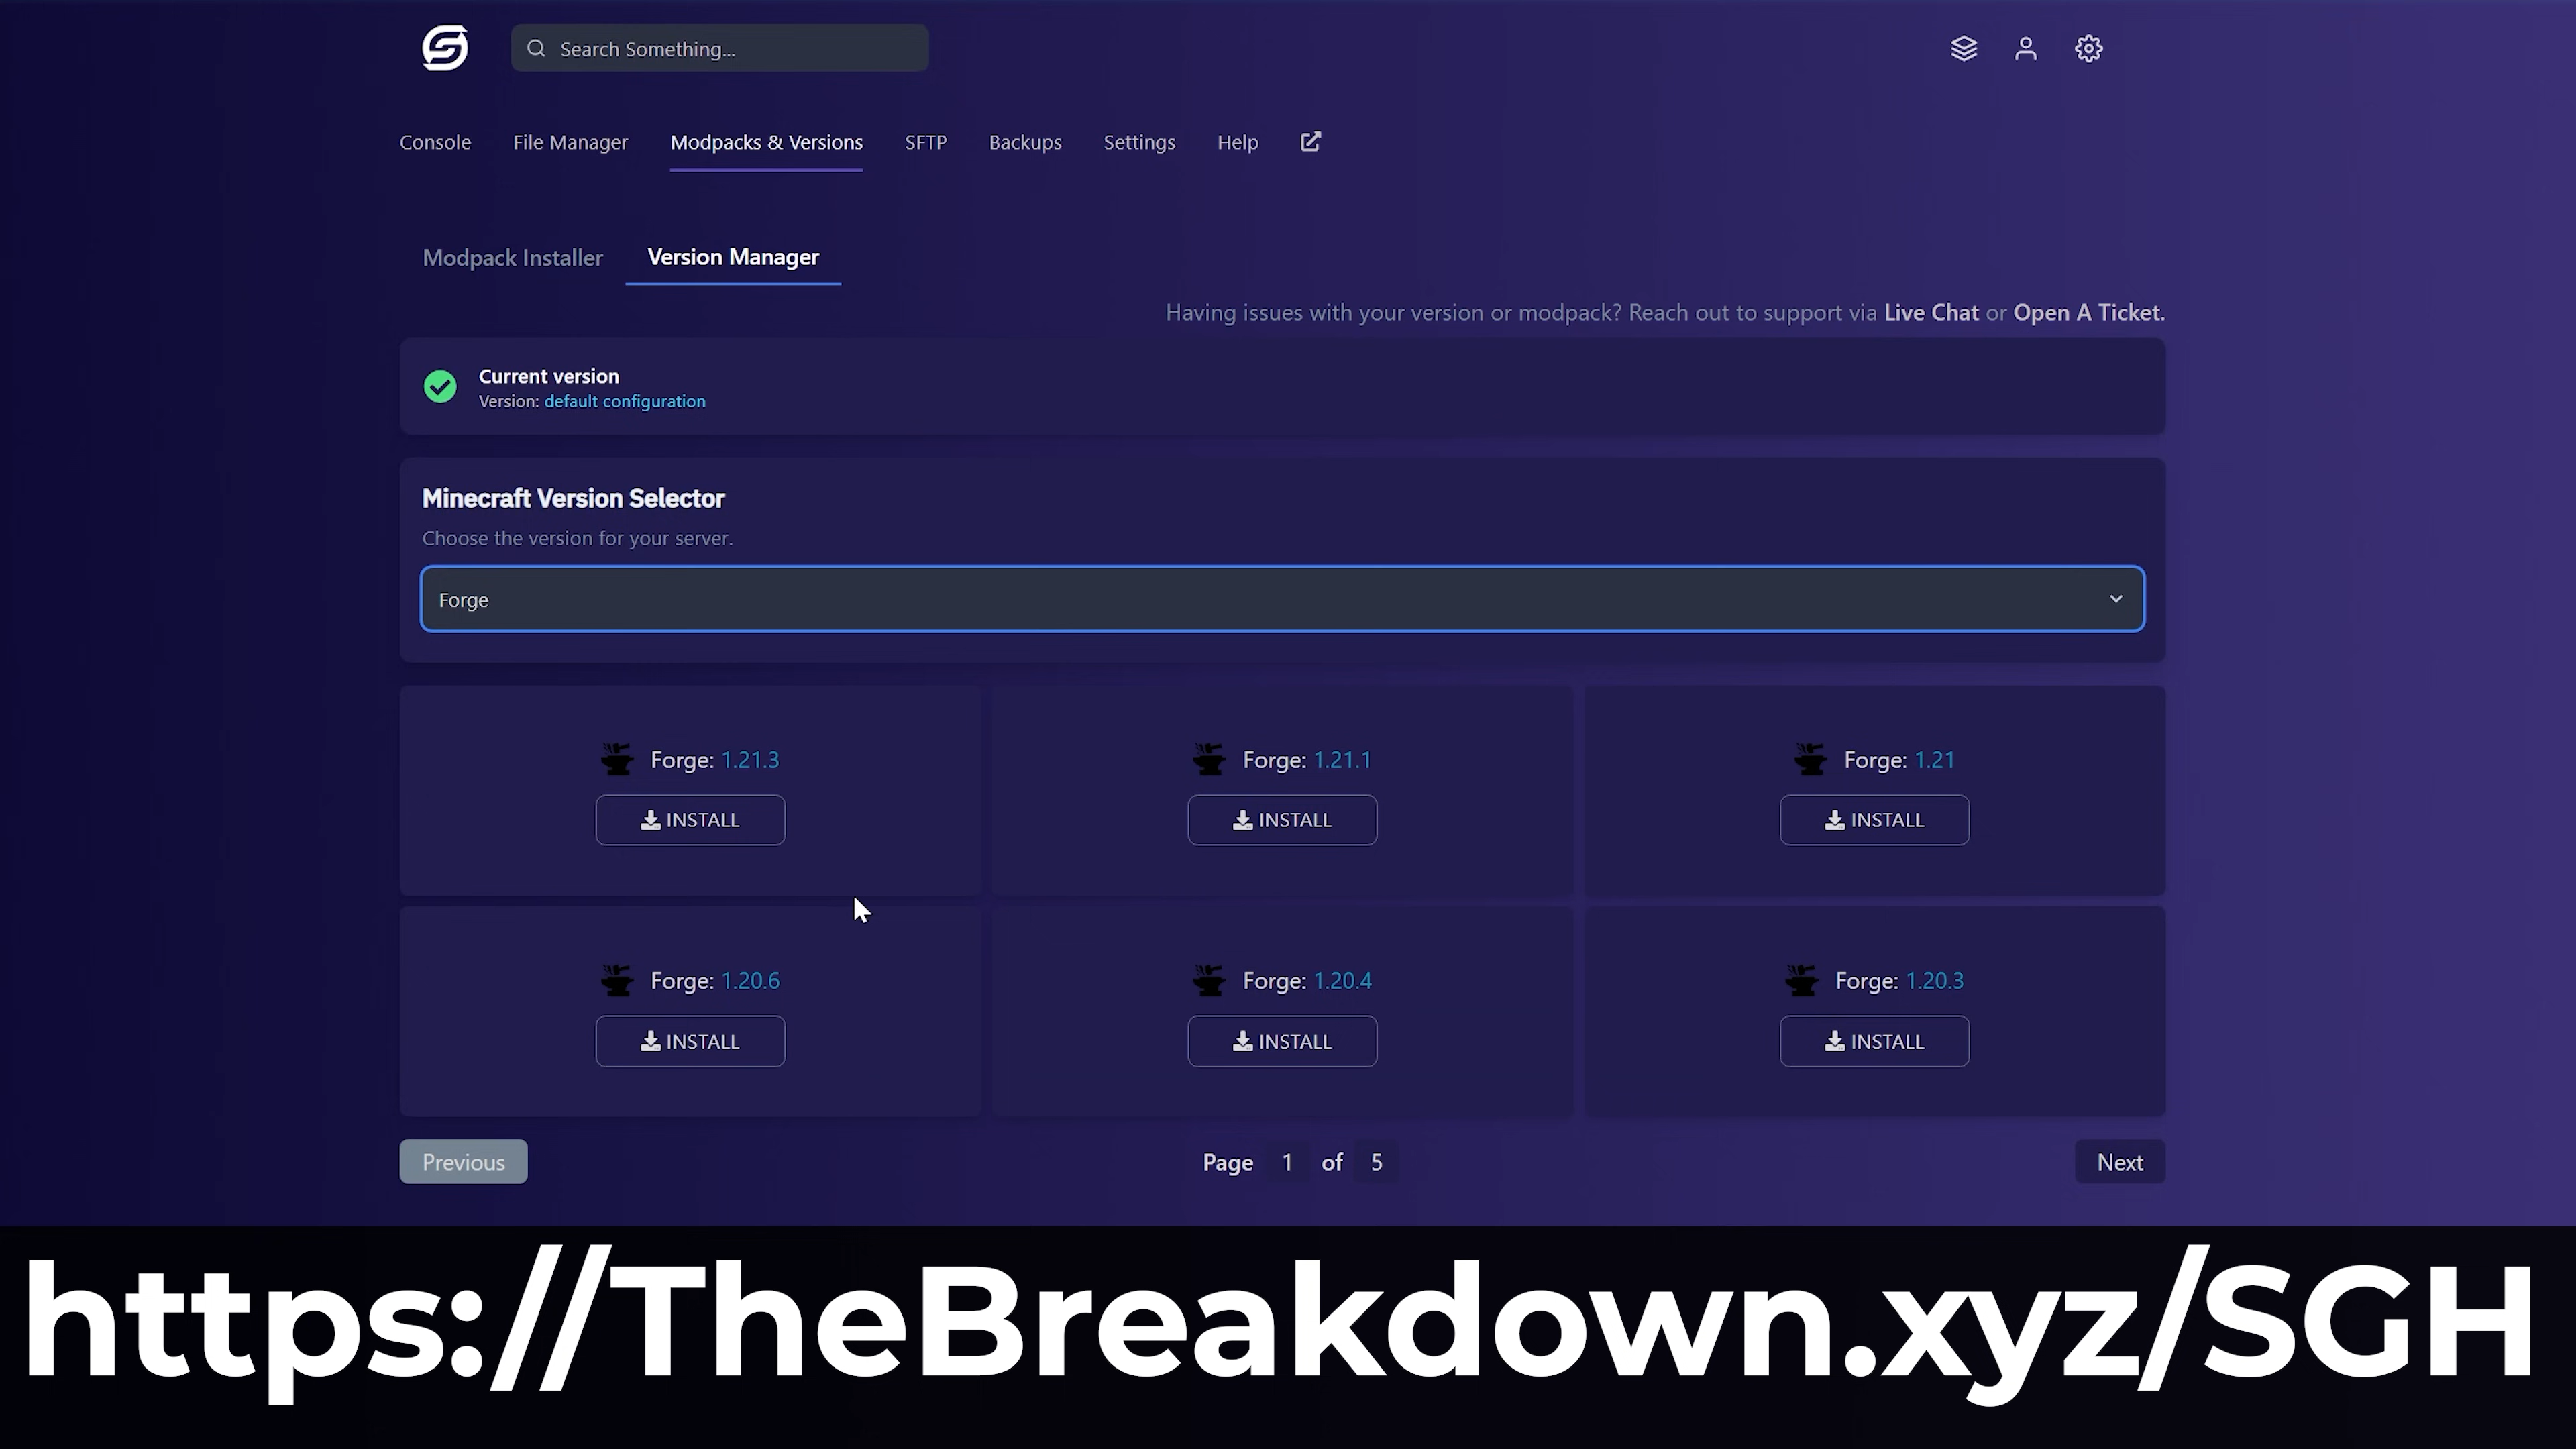 Search Something...
Console File Manager Modpacks & Versions SFTP Backups Settings Help
Modpack Installer Version Manager
Having issues with your version or modpack? Reach out to support via Live Chat or Open A Ticket.
Current version
Version: default configuration
Minecraft Version Selector
Choose the version for your server.
Forge
Forge: 1.21.3 Forge: 1.21.1 Forge: 1.21
INSTALL INSTALL INSTALL
Forge: 1.20.6 Forge: 1.20.4 Forge: 1.20.3
INSTALL INSTALL INSTALL
Previous Page 1 of 5 Next
https://TheBreakdown.xyz/SGH